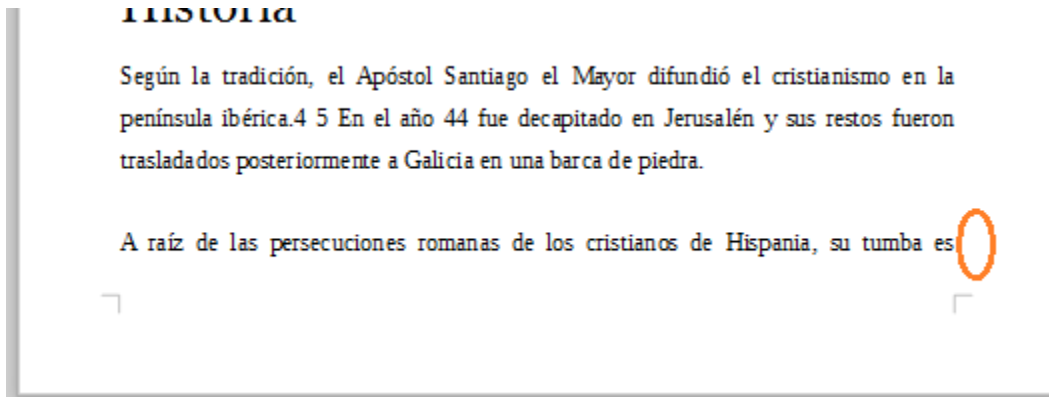 Historia
Según la tradición, el Apóstol Santiago el Mayor difundió el cristianismo en la
península ibérica.4 5 En el año 44 fue decapitado en Jerusalén y sus restos fueron
trasladados posteriormente a Galicia en una barca de piedra.
A raíz de las persecuciones romanas de los cristianos de Hispania, su tumba es